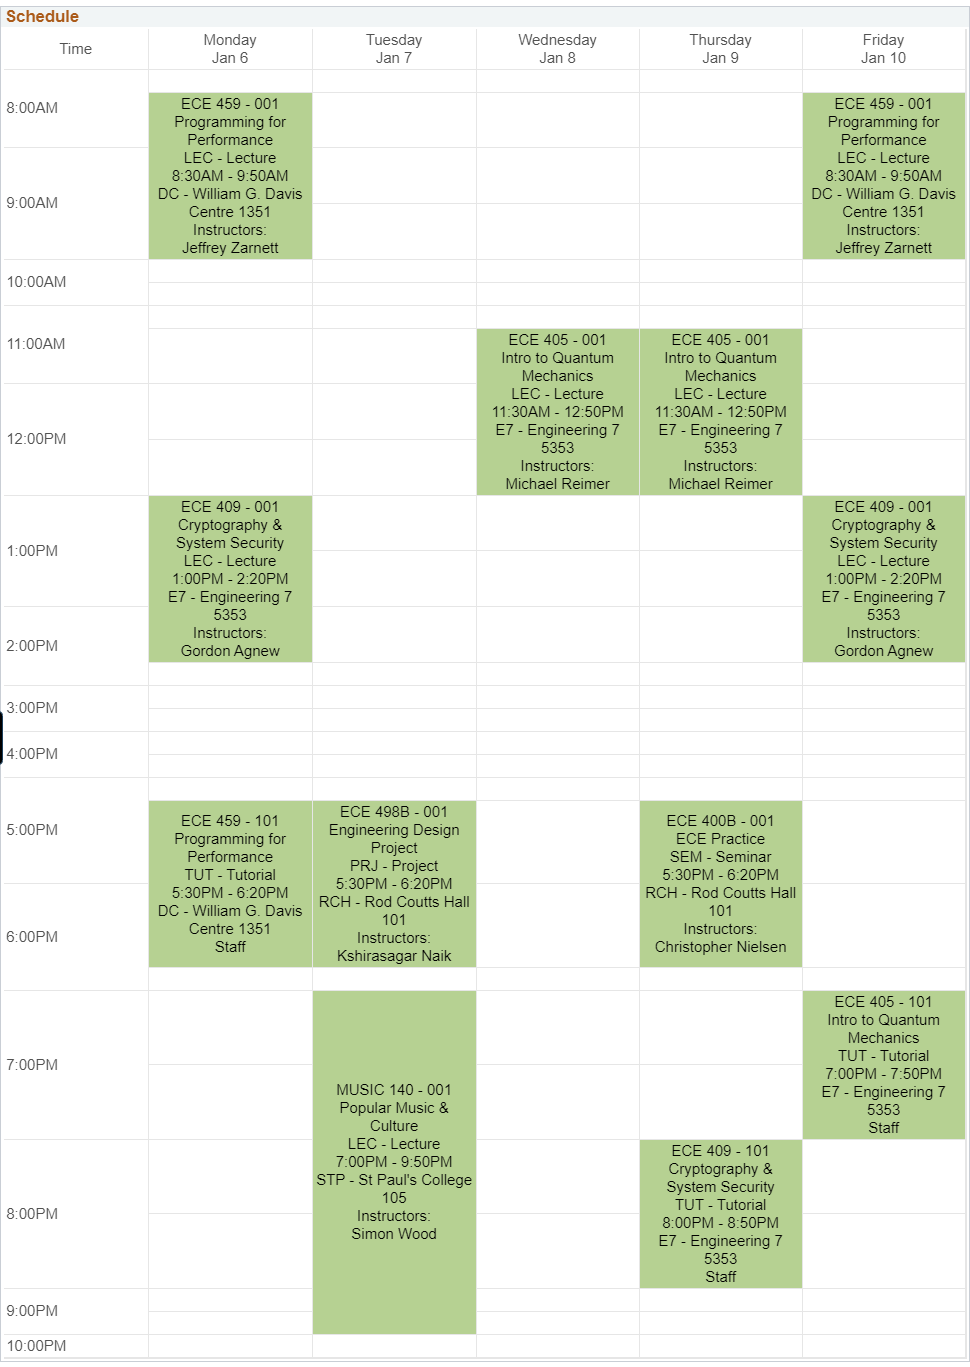 Schedule
Time
Monday
Jan 6
Tuesday
Jan 7
Wednesday
Jan 8
Thursday
Jan 9
Friday
Jan 10
8:00AM
ECE 459 - 001
Programming for
Performance
LEC - Lecture
8:30AM - 9:50AM
DC - William G. Davis
Centre 1351
Instructors:
Jeffrey Zarnett
ECE 459 - 001
Programming for
Performance
LEC - Lecture
8:30AM - 9:50AM
DC - William G. Davis
Centre 1351
Instructors:
Jeffrey Zarnett
9:00AM
10:00AM
11:00AM
ECE 405 - 001
Intro to Quantum
Mechanics
LEC - Lecture
11:30AM - 12:50PM
E7 - Engineering 7
5353
Instructors:
Michael Reimer
ECE 405 - 001
Intro to Quantum
Mechanics
LEC - Lecture
11:30AM - 12:50PM
E7 - Engineering 7
5353
Instructors:
Michael Reimer
12:00PM
1:00PM
ECE 409 - 001
Cryptography &
System Security
LEC - Lecture
1:00PM - 2:20PM
E7 - Engineering 7
5353
Instructors:
Gordon Agnew
ECE 409 - 001
Cryptography &
System Security
LEC - Lecture
1:00PM - 2:20PM
E7 - Engineering 7
5353
Instructors:
Gordon Agnew
2:00PM
3:00PM
4:00PM
5:00PM
ECE 459 - 101
Programming for
Performance
TUT - Tutorial
5:30PM - 6:20PM
DC - William G. Davis
Centre 1351
Staff
ECE 498B - 001
Engineering Design
Project
PRJ - Project
5:30PM - 6:20PM
RCH - Rod Coutts Hall
101
Instructors:
Kshirasagar Naik
ECE 400B - 001
ECE Practice
SEM - Seminar
5:30PM - 6:20PM
RCH - Rod Coutts Hall
101
Instructors:
Christopher Nielsen
6:00PM
7:00PM
MUSIC 140 - 001
Popular Music &
Culture
LEC - Lecture
7:00PM - 9:50PM
STP - St Paul's College
105
Instructors:
Simon Wood
ECE 405 - 101
Intro to Quantum
Mechanics
TUT - Tutorial
7:00PM - 7:50PM
E7 - Engineering 7
5353
Staff
8:00PM
ECE 409 - 101
Cryptography &
System Security
TUT - Tutorial
8:00PM - 8:50PM
E7 - Engineering 7
5353
Staff
9:00PM
10:00PM